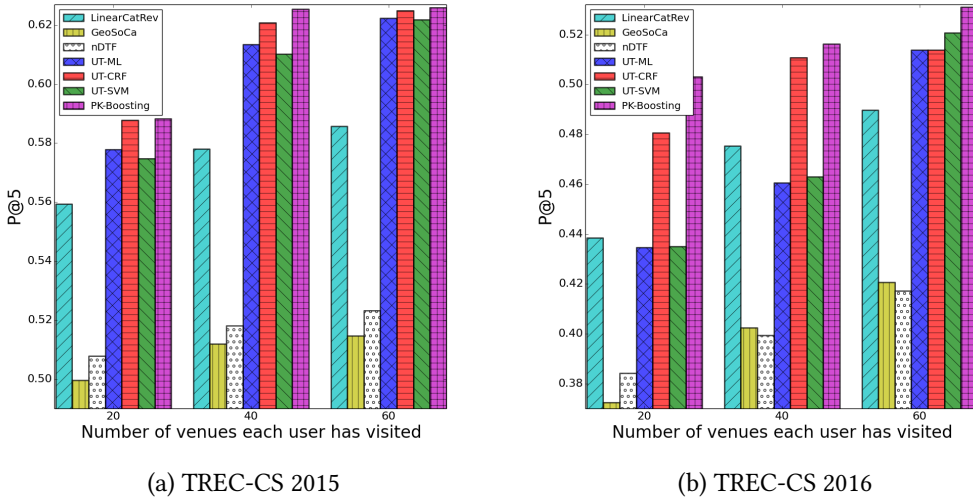 LinearCatRev
GeoSoCa
nDTF
UT-ML
UT-CRF
UT-SVM
PK-Boosting
0.62
0.60
0.58
0.56
0.54
0.52
0.50
P@5
20 40 60
Number of venues each user has visited
(a) TREC-CS 2015
LinearCatRev
GeoSoCa
nDTF
UT-ML
UT-CRF
UT-SVM
PK-Boosting
0.52
0.50
0.48
0.46
0.44
0.42
0.40
0.38
P@5
20 40 60
Number of venues each user has visited
(b) TREC-CS 2016